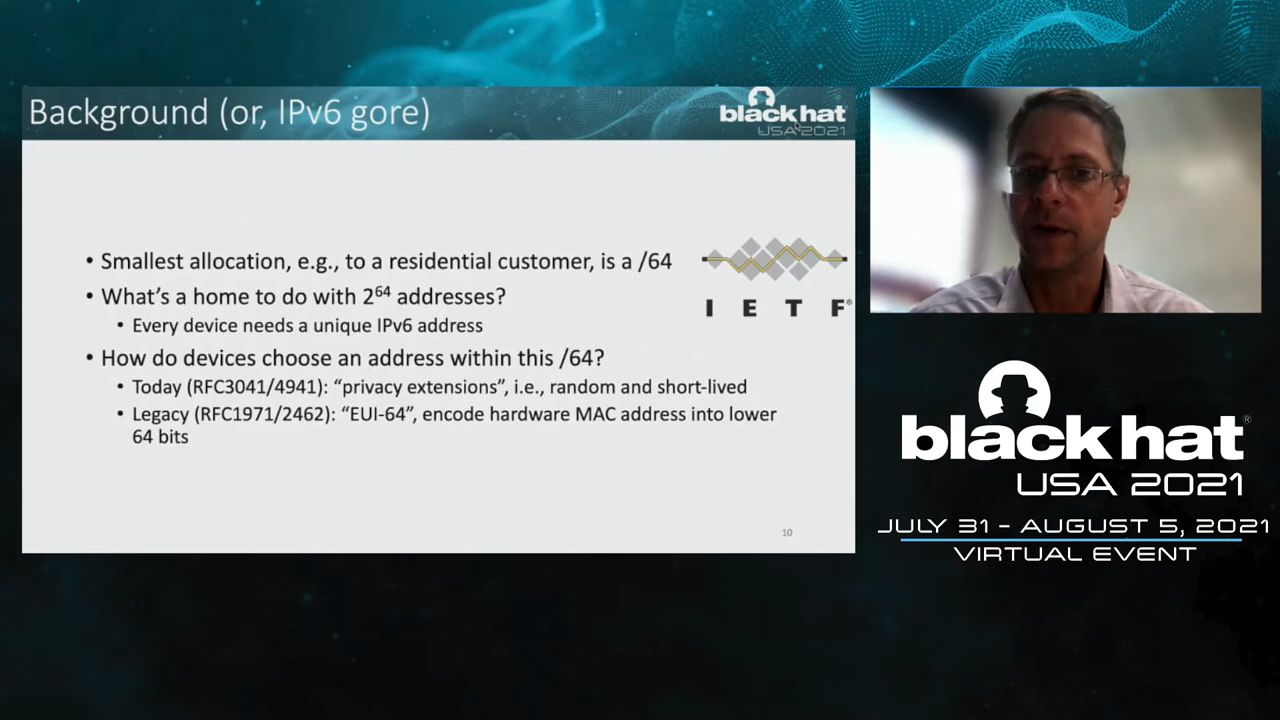 Background (or, IPv6 gore)
black hat
USA 2021
• Smallest allocation, e.g., to a residential customer, is a /64
• What's a home to do with 2⁶⁴ addresses?
• Every device needs a unique IPv6 address
• How do devices choose an address within this /64?
• Today (RFC3041/4941): “privacy extensions”, i.e., random and short-lived
• Legacy (RFC1971/2462): “EUI-64”, encode hardware MAC address into lower
64 bits
I E T F®
10
black hat®
USA 2021
JULY 31 - AUGUST 5, 2021
VIRTUAL EVENT